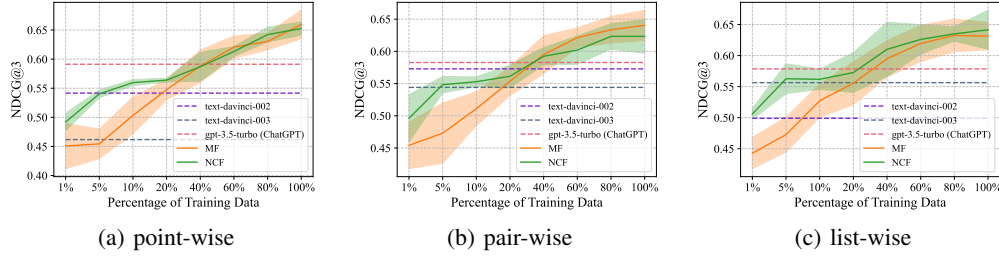 NDCG@3
0.65
0.60
0.55
0.50
0.45
0.40
1%
5%
10%
20%
40%
60%
80%
100%
Percentage of Training Data
text-davinci-002
text-davinci-003
gpt-3.5-turbo (ChatGPT)
MF
NCF
(a) point-wise
NDCG@3
0.65
0.60
0.55
0.50
0.45
0.40
1%
5%
10%
20%
40%
60%
80%
100%
Percentage of Training Data
text-davinci-002
text-davinci-003
gpt-3.5-turbo (ChatGPT)
MF
NCF
(b) pair-wise
NDCG@3
0.65
0.60
0.55
0.50
0.45
0.40
1%
5%
10%
20%
40%
60%
80%
100%
Percentage of Training Data
text-davinci-002
text-davinci-003
gpt-3.5-turbo (ChatGPT)
MF
NCF
(c) list-wise